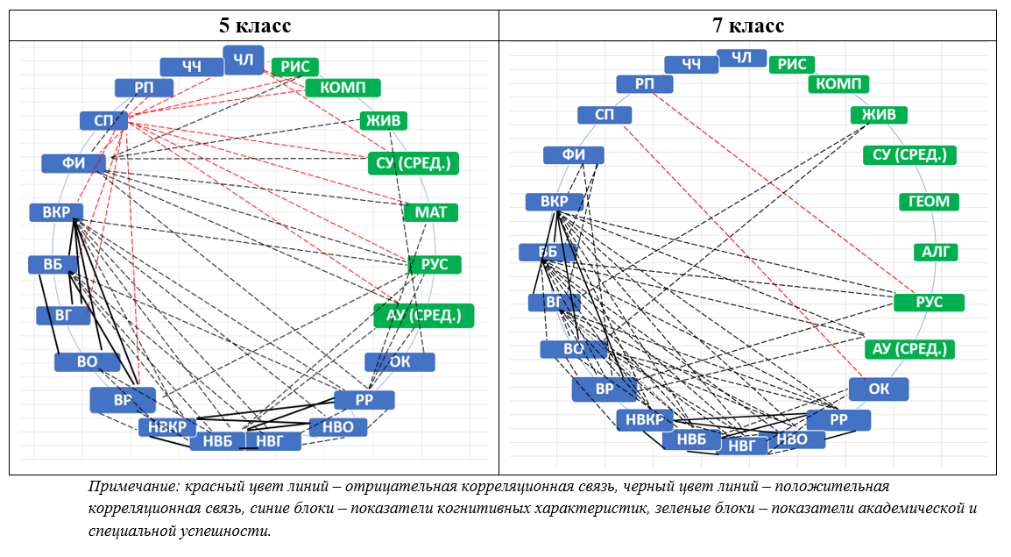 5 класс
7 класс
ЧЛ
ЧЧ
РИС
РП
КОМП
СП
ЖИВ
ФИ
СУ (СРЕД.)
ВКР
МАТ
ВБ
РУС
ВГ
АУ (СРЕД.)
ВО
ОК
ВР
РР
НВКР
НВО
НВБ
НВГ
ЧЛ
ЧЧ
РИС
РП
КОМП
СП
ЖИВ
ФИ
СУ (СРЕД.)
ВКР
ГЕОМ
ВБ
АЛГ
ВГ
РУС
ВО
АУ (СРЕД.)
ВР
ОК
НВКР
РР
НВБ
НВО
НВГ
Примечание: красный цвет линий – отрицательная корреляционная связь, черный цвет линий – положительная
корреляционная связь, синие блоки – показатели когнитивных характеристик, зеленые блоки – показатели академической и
специальной успешности.